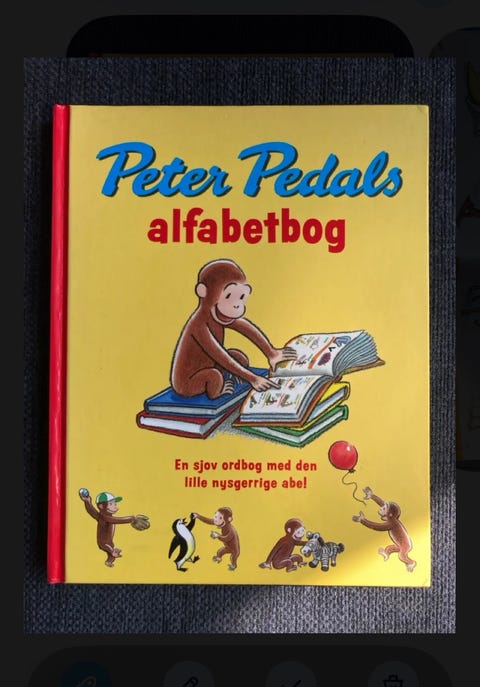 Peter Pedals
alfabetbog
En sjov ordbog med den
lille nysgerrige abe!